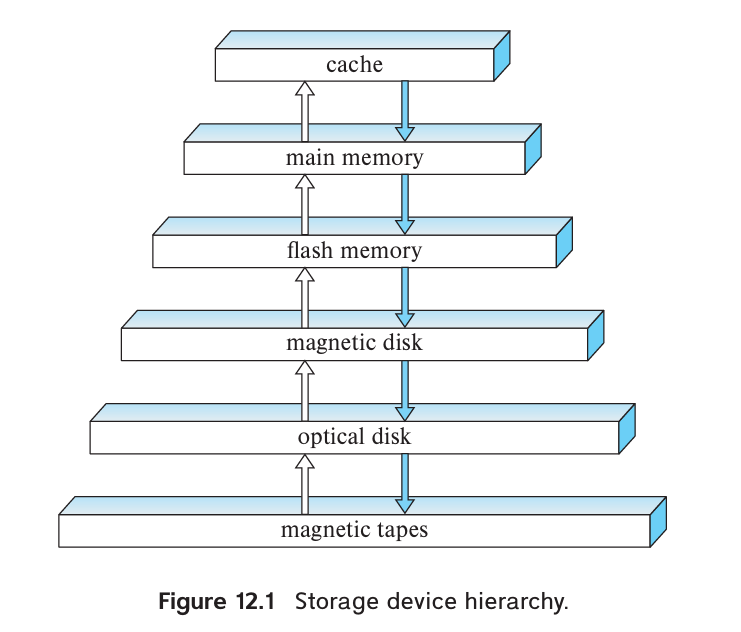 cache
main memory
flash memory
magnetic disk
optical disk
magnetic tapes
Figure 12.1 Storage device hierarchy.